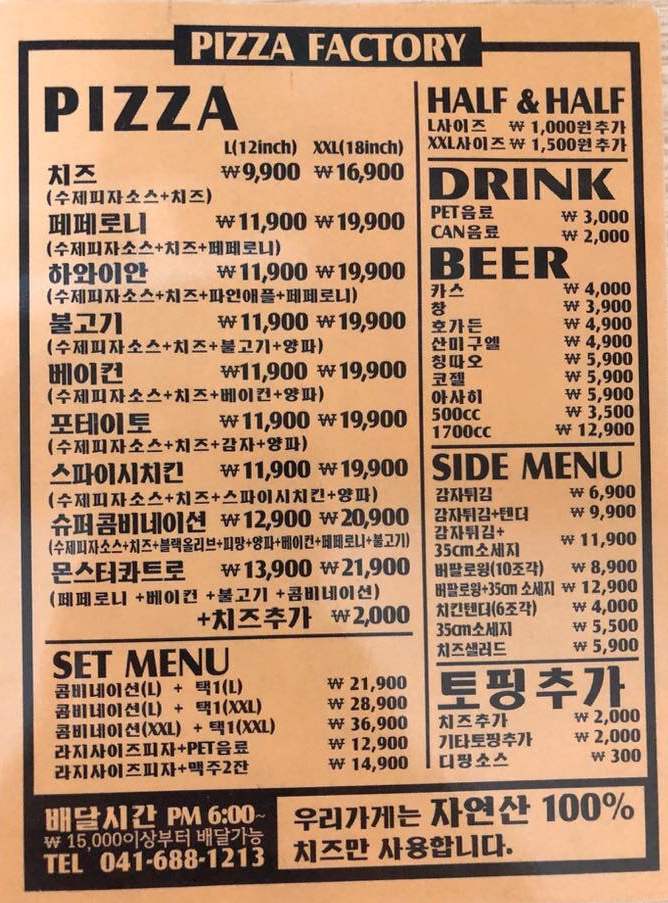 PIZZA FACTORY
PIZZA
L(12inch) XXL(18inch)
치즈 ₩9,900 ₩16,900
(수제피자소스+치즈)
페페로니 ₩11,900 ₩19,900
(수제피자소스+치즈+페페로니)
하와이안 ₩11,900 ₩19,900
(수제피자소스+치즈+파인애플+페페로니)
불고기 ₩11,900 ₩19,900
(수제피자소스+치즈+불고기+양파)
베이컨 ₩11,900 ₩19,900
(수제피자소스+치즈+베이컨+양파)
포테이토 ₩11,900 ₩19,900
(수제피자소스+치즈+감자+양파)
스파이시치킨 ₩11,900 ₩19,900
(수제피자소스+치즈+스파이시치킨+양파)
슈퍼콤비네이션 ₩12,900 ₩20,900
(수제피자소스+치즈+블랙올리브+피망+양파+베이컨+페페로니+불고기)
몬스터콰트로 ₩13,900 ₩21,900
(페페로니 +베이컨 +불고기 +콤비네이션)
+치즈추가 ₩2,000
SET MENU
콤비네이션(L) + 택1(L) ₩ 21,900
콤비네이션(L) + 택1(XXL) ₩ 28,900
콤비네이션(XXL) + 택1(XXL) ₩ 36,900
라지사이즈피자+PET음료 ₩ 12,900
라지사이즈피자+맥주2잔 ₩ 14,900
HALF & HALF
L사이즈 ₩ 1,000원추가
XXL사이즈 ₩ 1,500원추가
DRINK
PET음료 ₩ 3,000
CAN음료 ₩ 2,000
BEER
카스 ₩ 4,000
창 ₩ 3,900
호가든 ₩ 4,900
산미구엘 ₩ 4,900
칭따오 ₩ 5,900
코젤 ₩ 5,900
아사히 ₩ 5,900
500cc ₩ 3,500
1700cc ₩ 12,900
SIDE MENU
감자튀김 ₩ 6,900
감자튀김+텐더 ₩ 9,900
감자튀김+
35cm소세지 ₩ 11,900
버팔로윙(10조각) ₩ 8,900
버팔로윙+35cm 소세지 ₩ 12,900
치킨텐더(6조각) ₩ 4,000
35cm소세지 ₩ 5,500
치즈샐러드 ₩ 5,900
토핑추가
치즈추가 ₩ 2,000
기타토핑추가 ₩ 2,000
디핑소스 ₩ 300
배달시간 PM 6:00~
₩ 15,000이상부터 배달가능
TEL 041-688-1213
우리가게는 자연산 100%
치즈만 사용합니다.